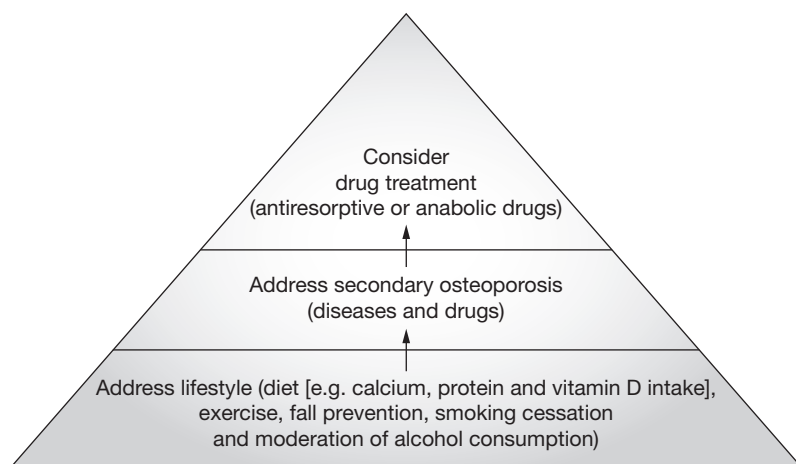 Consider
drug treatment
(antiresorptive or anabolic drugs)
Address secondary osteoporosis
(diseases and drugs)
Address lifestyle (diet [e.g. calcium, protein and vitamin D intake],
exercise, fall prevention, smoking cessation
and moderation of alcohol consumption)